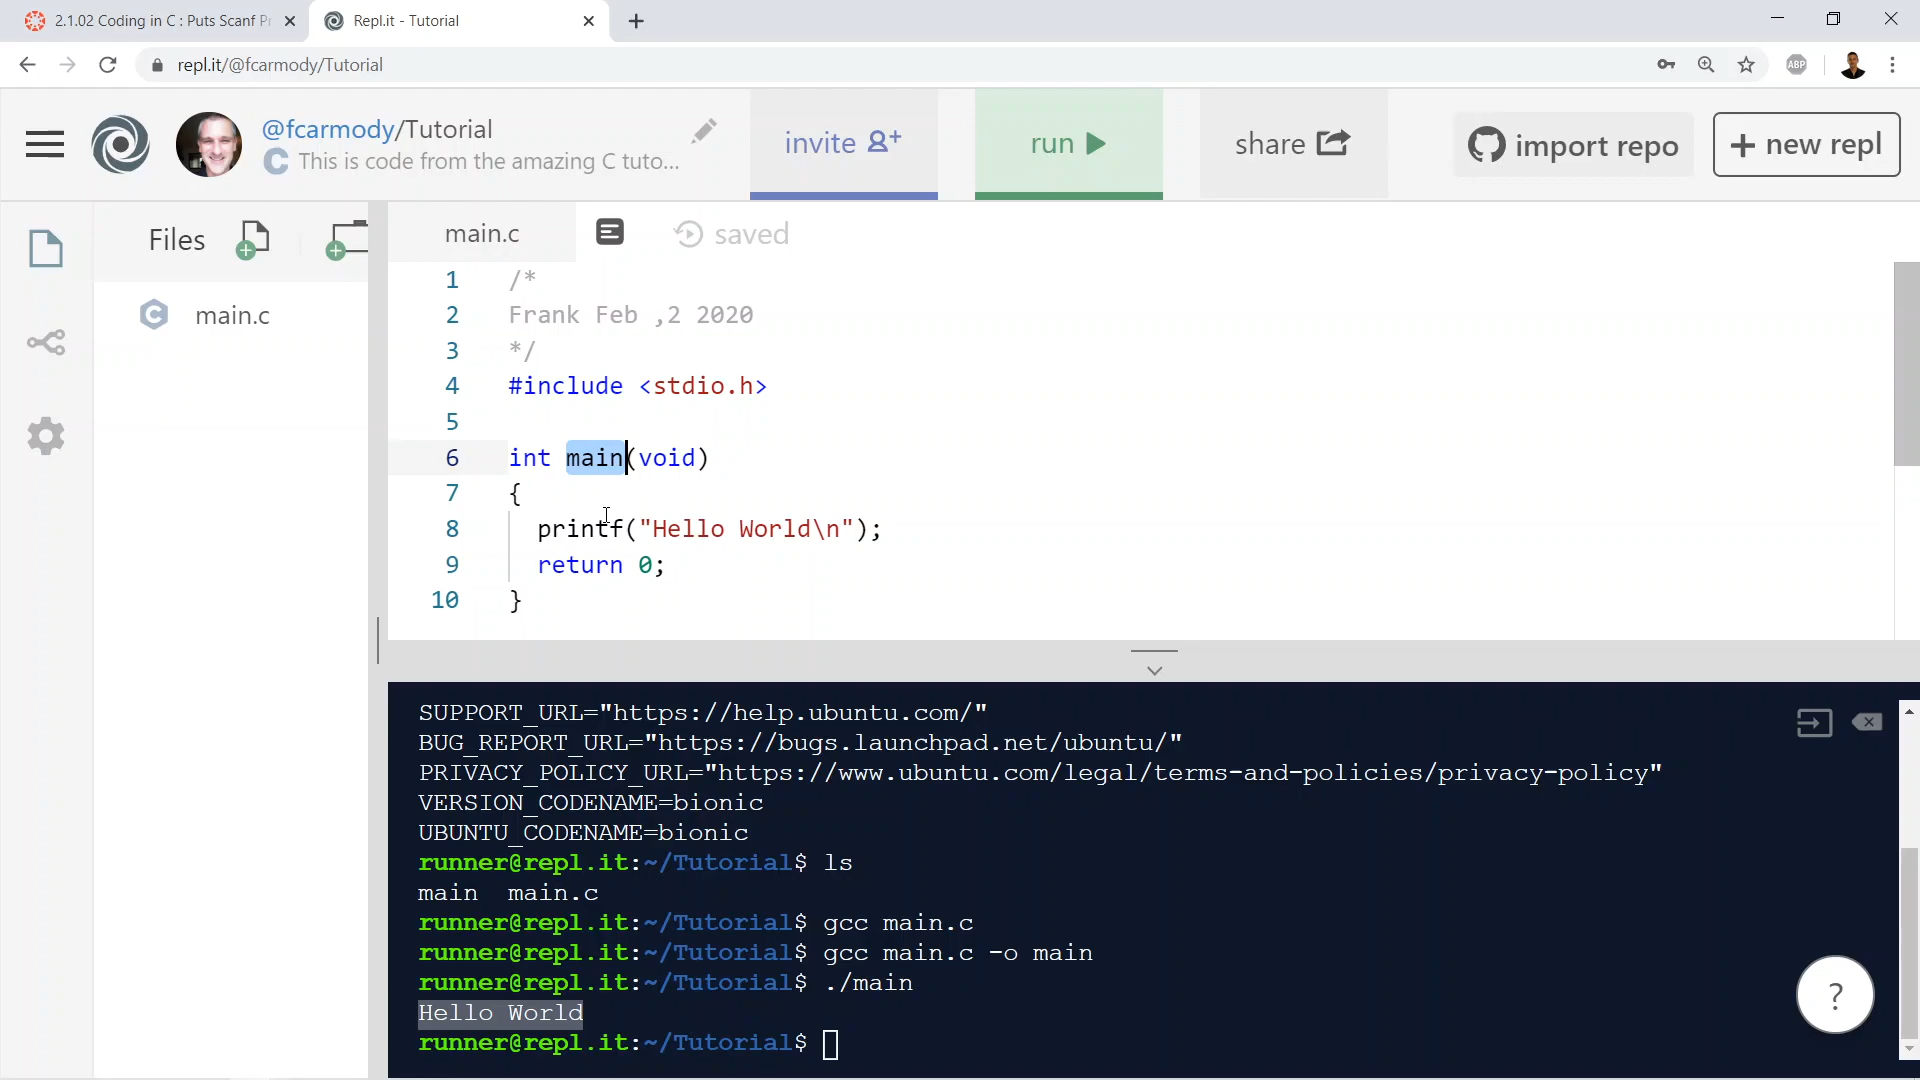 2.1.02 Coding in C : Puts Scanf Pr
Repl.it - Tutorial
repl.it/@fcarmody/Tutorial
ABP
@fcarmody/Tutorial
C This is code from the amazing C tuto...
invite
run
share
import repo
+ new repl
Files
main.c
saved
C main.c
1 /*
2 Frank Feb ,2 2020
3 */
4 #include <stdio.h>
5
6 int main(void)
7 {
8 printf("Hello World\n");
9 return 0;
10 }
SUPPORT_URL="https://help.ubuntu.com/"
BUG_REPORT_URL="https://bugs.launchpad.net/ubuntu/"
PRIVACY_POLICY_URL="https://www.ubuntu.com/legal/terms-and-policies/privacy-policy"
VERSION_CODENAME=bionic
UBUNTU_CODENAME=bionic
runner@repl.it:~/Tutorial$ ls
main main.c
runner@repl.it:~/Tutorial$ gcc main.c
runner@repl.it:~/Tutorial$ gcc main.c -o main
runner@repl.it:~/Tutorial$ ./main
Hello World
runner@repl.it:~/Tutorial$
?